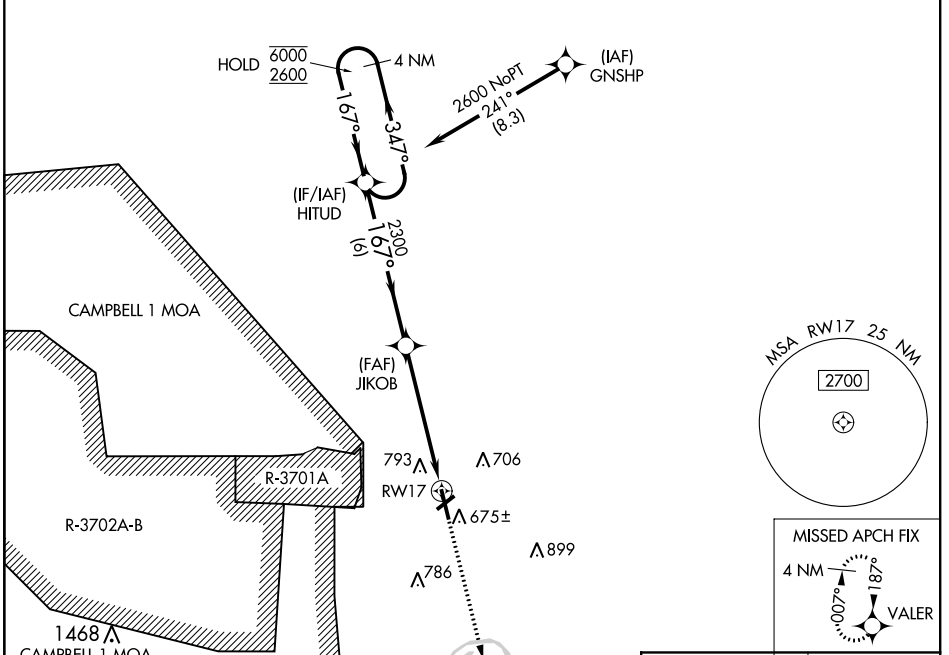 HOLD 6000
2600
4 NM
(IAF)
GNSHP
2600 NoPT
241°
(8.3)
167°
347°
(IF/IAF)
HITUD
2300
167°
(6)
CAMPBELL 1 MOA
(FAF)
JIKOB
MSA RW17 25 NM
2700
793
706
R-3701A
RW17
675±
R-3702A-B
899
786
MISSED APCH FIX
4 NM
007°
187°
VALER
1468
CAMPBELL 1 MOA